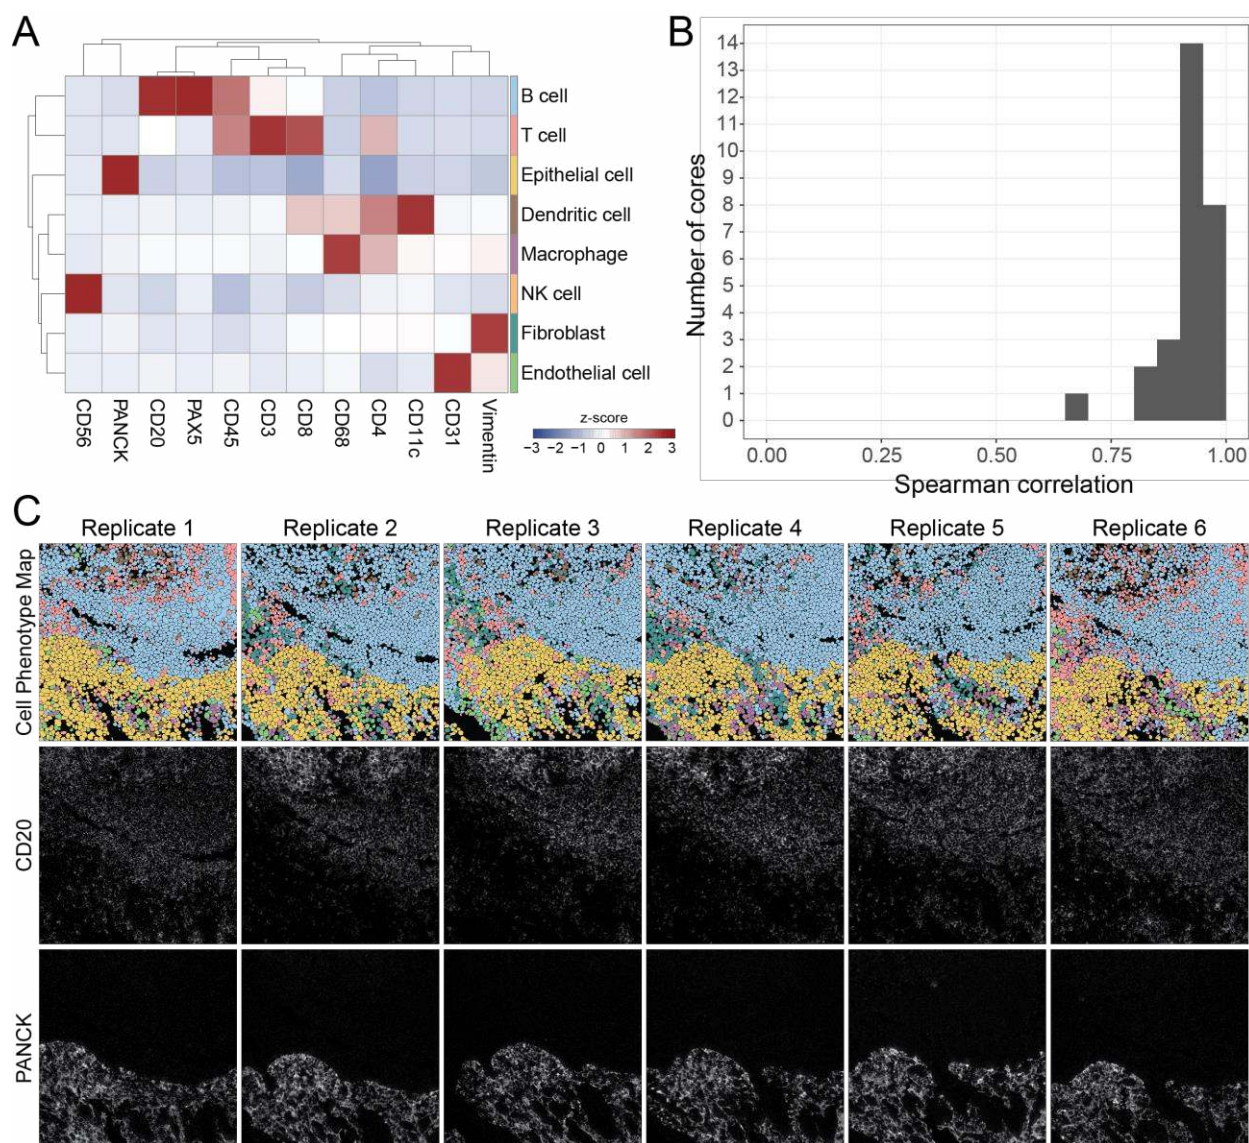 A
B cell
T cell
Epithelial cell
Dendritic cell
Macrophage
NK cell
Fibroblast
Endothelial cell
CD56
PANCK
CD20
PAX5
CD45
CD3
CD8
CD68
CD4
CD11c
CD31
Vimentin
z-score
−3 −2 −1 0 1 2 3
B
Number of cores
14
13
12
11
10
9
8
7
6
5
4
3
2
1
0
0.00 0.25 0.50 0.75 1.00
Spearman correlation
C
Replicate 1 Replicate 2 Replicate 3 Replicate 4 Replicate 5 Replicate 6
Cell Phenotype Map
CD20
PANCK